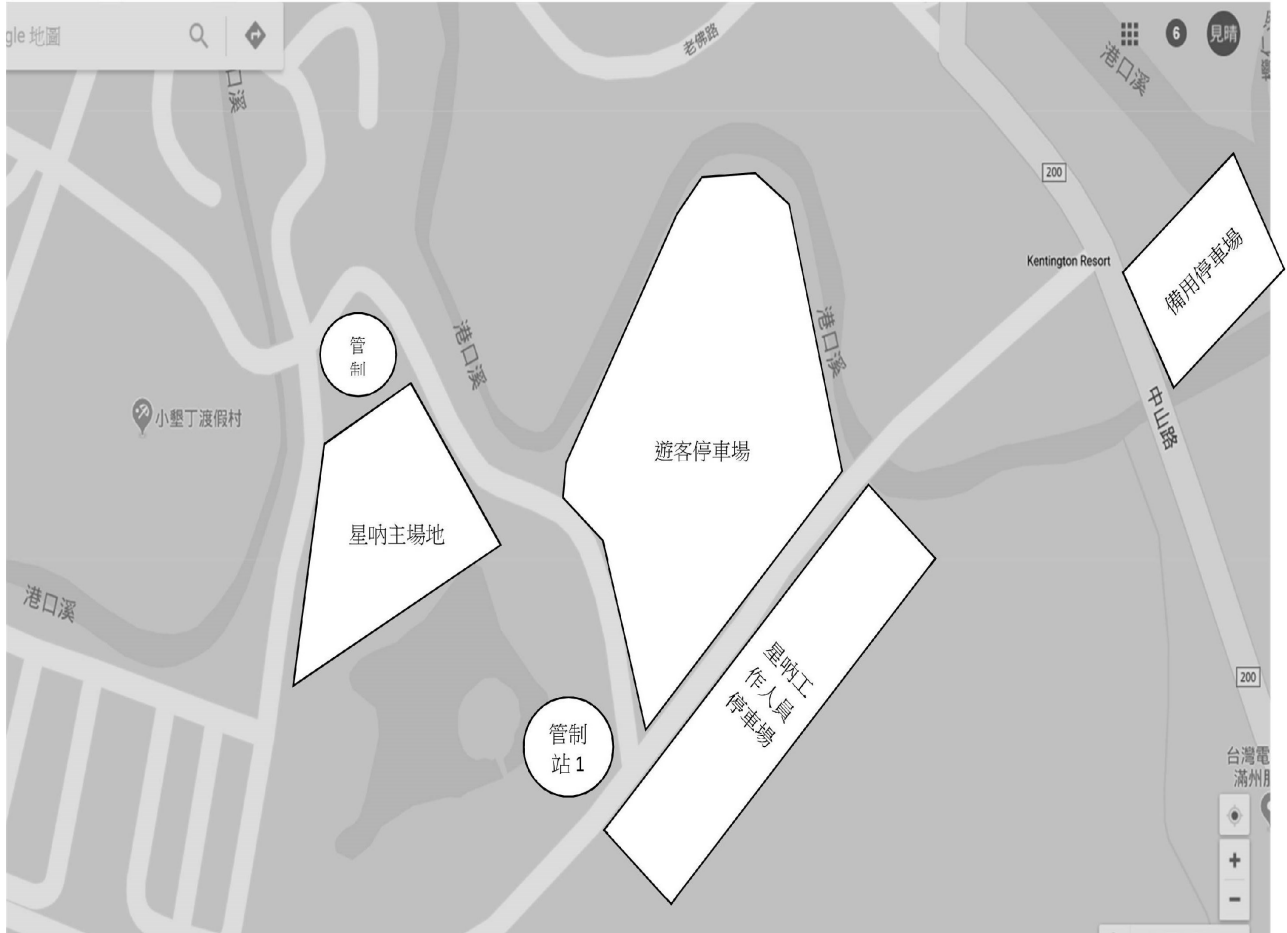 gle 地圖
老佛路
6
見晴
港口溪
港口溪
200
Kentington Resort
備用停車場
管
制
港口溪
港口溪
小墾丁渡假村
中山路
遊客停車場
星吶主場地
港口溪
星吶工
作人員
停車場
200
管制
站1
台灣電
滿州
+
−